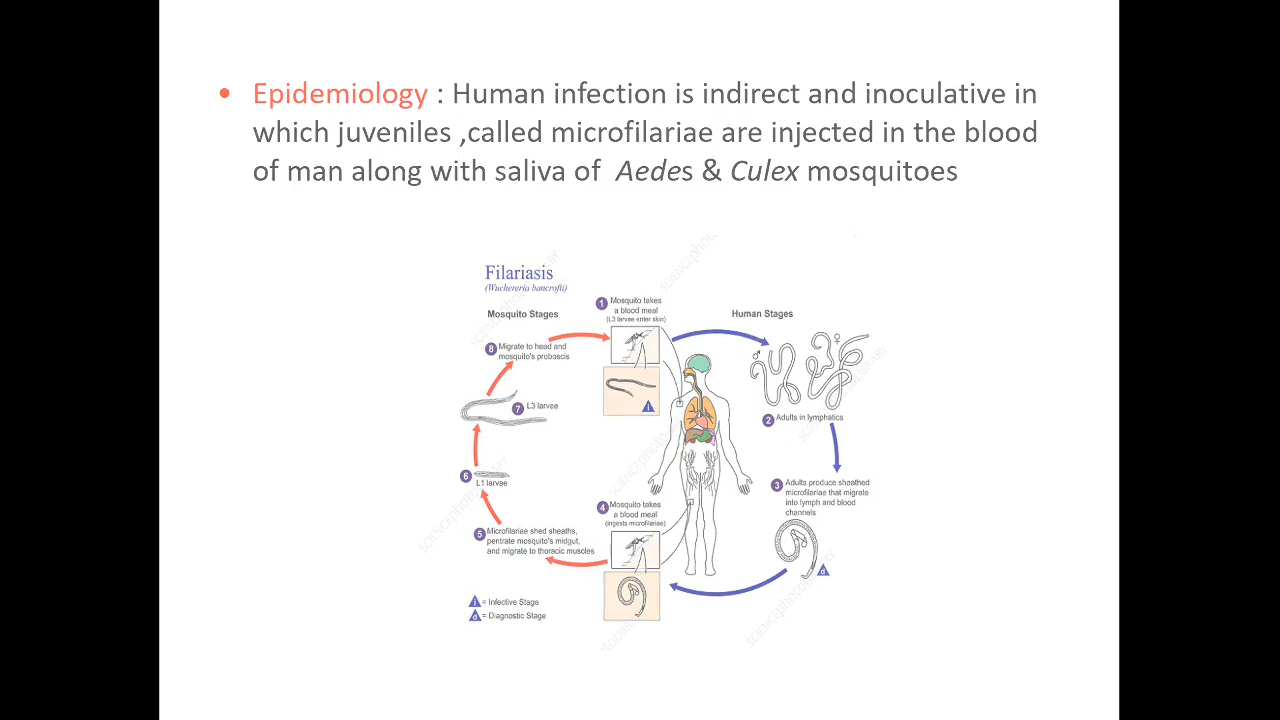 • Epidemiology : Human infection is indirect and inoculative in
which juveniles ,called microfilariae are injected in the blood
of man along with saliva of Aedes & Culex mosquitoes
Filariasis
(Wuchereria bancrofti)
Mosquito Stages
Human Stages
1 Mosquito takes
a blood meal
(L3 larvae enter skin)
i
♂
♀
2 Adults in lymphatics
3 Adults produce sheathed
microfilariae that migrate
into lymph and blood
channels
d
4 Mosquito takes
a blood meal
(ingests microfilariae)
5 Microfilariae shed sheaths,
pentrate mosquito's midgut,
and migrate to thoracic muscles
6
L1 larvae
7 L3 larvae
8 Migrate to head and
mosquito's proboscis
i = Infective Stage
d = Diagnostic Stage